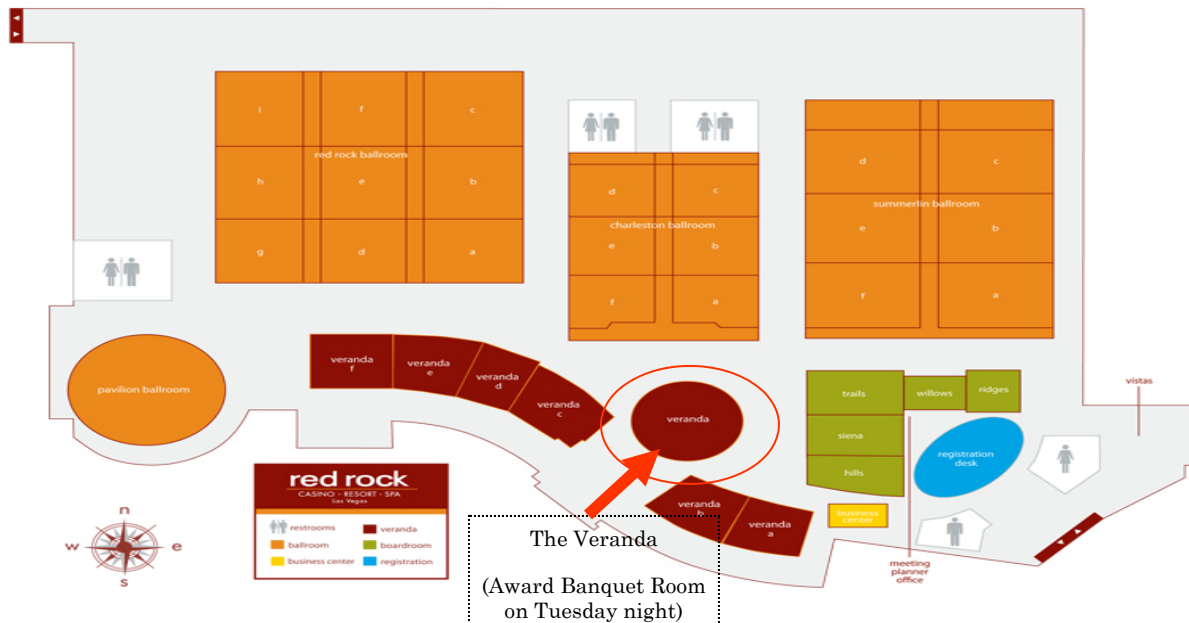 i
f
c
red rock ballroom
h
e
b
g
d
a
d
c
charleston ballroom
e
b
f
a
d
c
summerlin ballroom
e
b
f
a
pavilion ballroom
veranda
f
veranda
e
veranda
d
veranda
c
veranda
veranda
b
veranda
a
trails
willows
ridges
siena
hills
registration
desk
vistas
business
center
meeting
planner
office
red rock
CASINO • RESORT • SPA
Las Vegas
restrooms
veranda
ballroom
boardroom
business center
registration
n
w
e
s
The Veranda
(Award Banquet Room
on Tuesday night)